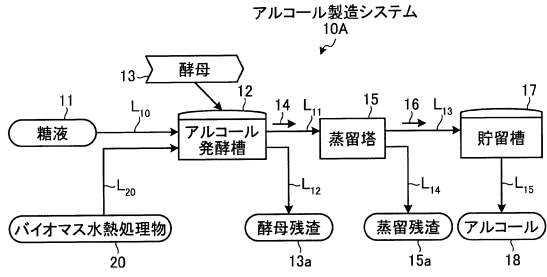 アルコール製造システム
10A
13
酵母
12
11
L10
14
L11
15
16
L13
17
糖液
アルコール
発酵槽
蒸留塔
貯留槽
L20
L12
L14
L15
バイオマス水熱処理物
酵母残渣
蒸留残渣
アルコール
20
13a
15a
18